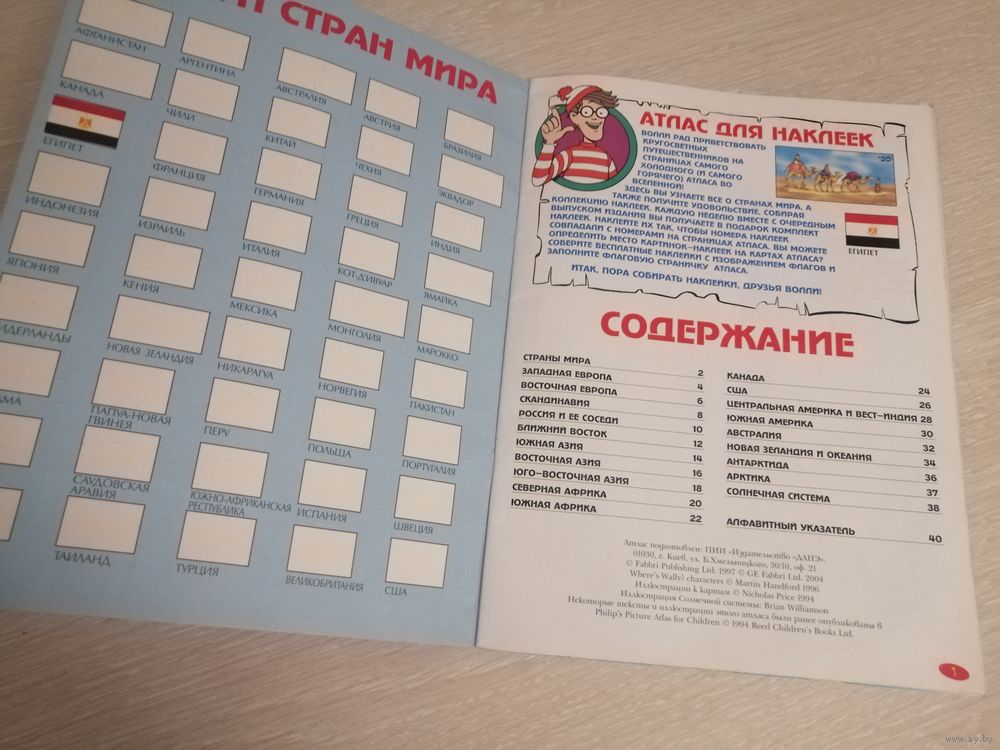 СТРАН МИРА
АФГАНИСТАН
АРГЕНТИНА
АВСТРАЛИЯ
АВСТРИЯ
БРАЗИЛИЯ
КАНАДА
ЧИЛИ
КИТАЙ
ЧЕХИЯ
ЭКВАДОР
ЕГИПЕТ
ФРАНЦИЯ
ГЕРМАНИЯ
ГРЕЦИЯ
ИНДИЯ
ИНДОНЕЗИЯ
ИЗРАИЛЬ
ИТАЛИЯ
КОТ-Д'ИВУАР
ЯМАЙКА
ЯПОНИЯ
КЕНИЯ
МЕКСИКА
МОНГОЛИЯ
МАРОККО
ИДЕРЛАНДЫ
НОВАЯ ЗЕЛАНДИЯ
НИКАРАГУА
НОРВЕГИЯ
ПАКИСТАН
АМА
ПАПУА-НОВАЯ
ГВИНЕЯ
ПЕРУ
ПОЛЬША
ПОРТУГАЛИЯ
САУДОВСКАЯ
АРАВИЯ
ЮЖНО-АФРИКАНСКАЯ
РЕСПУБЛИКА
ИСПАНИЯ
ШВЕЦИЯ
ТАИЛАНД
ТУРЦИЯ
ВЕЛИКОБРИТАНИЯ
США
АТЛАС ДЛЯ НАКЛЕЕК
ВОЛЛИ РАД ПРИВЕТСТВОВАТЬ
КРУГОСВЕТНЫХ
ПУТЕШЕСТВЕННИКОВ НА
СТРАНИЦАХ САМОГО
ХОЛОДНОГО (И САМОГО
ГОРЯЧЕГО) АТЛАСА ВО
ВСЕЛЕННОЙ!
ЗДЕСЬ ВЫ УЗНАЕТЕ ВСЕ О СТРАНАХ МИРА, А
ТАКЖЕ ПОЛУЧИТЕ УДОВОЛЬСТВИЕ, СОБИРАЯ
КОЛЛЕКЦИЮ НАКЛЕЕК. КАЖДУЮ НЕДЕЛЮ ВМЕСТЕ С ОЧЕРЕДНЫМ
ВЫПУСКОМ ИЗДАНИЯ ВЫ ПОЛУЧАЕТЕ В ПОДАРОК КОМПЛЕКТ
НАКЛЕЕК. НАКЛЕЙТЕ ИХ ТАК, ЧТОБЫ НОМЕРА НАКЛЕЕК
СОВПАДАЛИ С НОМЕРАМИ НА СТРАНИЦАХ АТЛАСА. ВЫ МОЖЕТЕ
ОПРЕДЕЛИТЬ МЕСТО КАРТИНОК-НАКЛЕЕК НА КАРТАХ АТЛАСА?
СОБЕРИТЕ БЕСПЛАТНЫЕ НАКЛЕЙКИ С ИЗОБРАЖЕНИЕМ ФЛАГОВ И
ЗАПОЛНИТЕ ФЛАГОВУЮ СТРАНИЧКУ АТЛАСА.
ИТАК, ПОРА СОБИРАТЬ НАКЛЕЙКИ, ДРУЗЬЯ ВОЛЛИ!
ЕГИПЕТ
СОДЕРЖАНИЕ
СТРАНЫ МИРА 2
ЗАПАДНАЯ ЕВРОПА 4
ВОСТОЧНАЯ ЕВРОПА 6
СКАНДИНАВИЯ 8
РОССИЯ И ЕЕ СОСЕДИ 10
БЛИЖНИЙ ВОСТОК 12
ЮЖНАЯ АЗИЯ 14
ВОСТОЧНАЯ АЗИЯ 16
ЮГО-ВОСТОЧНАЯ АЗИЯ 18
СЕВЕРНАЯ АФРИКА 20
ЮЖНАЯ АФРИКА 22
КАНАДА 24
США 26
ЦЕНТРАЛЬНАЯ АМЕРИКА И ВЕСТ-ИНДИЯ 28
ЮЖНАЯ АМЕРИКА 30
АВСТРАЛИЯ 32
НОВАЯ ЗЕЛАНДИЯ И ОКЕАНИЯ 34
АНТАРКТИДА 36
АРКТИКА 37
СОЛНЕЧНАЯ СИСТЕМА 38
АЛФАВИТНЫЙ УКАЗАТЕЛЬ 40
Атлас подготовлен: ПИИ «Издательство «ДАНЭ».
01030, г. Киев, ул. Б.Хмельницкого, 30/10, оф. 21
© Fabbri Publishing Ltd. 1997 © GE Fabbri Ltd. 2004
Where's Wally? characters © Martin Handford 1996
Иллюстрации к картам © Nicholas Price 1994
Иллюстрация Солнечной системы: Brian Williamson
Некоторые тексты и иллюстрации этого атласа были ранее опубликованы в
Philip's Picture Atlas for Children © 1994 Reed Children's Books Ltd.
1
www.ay.by